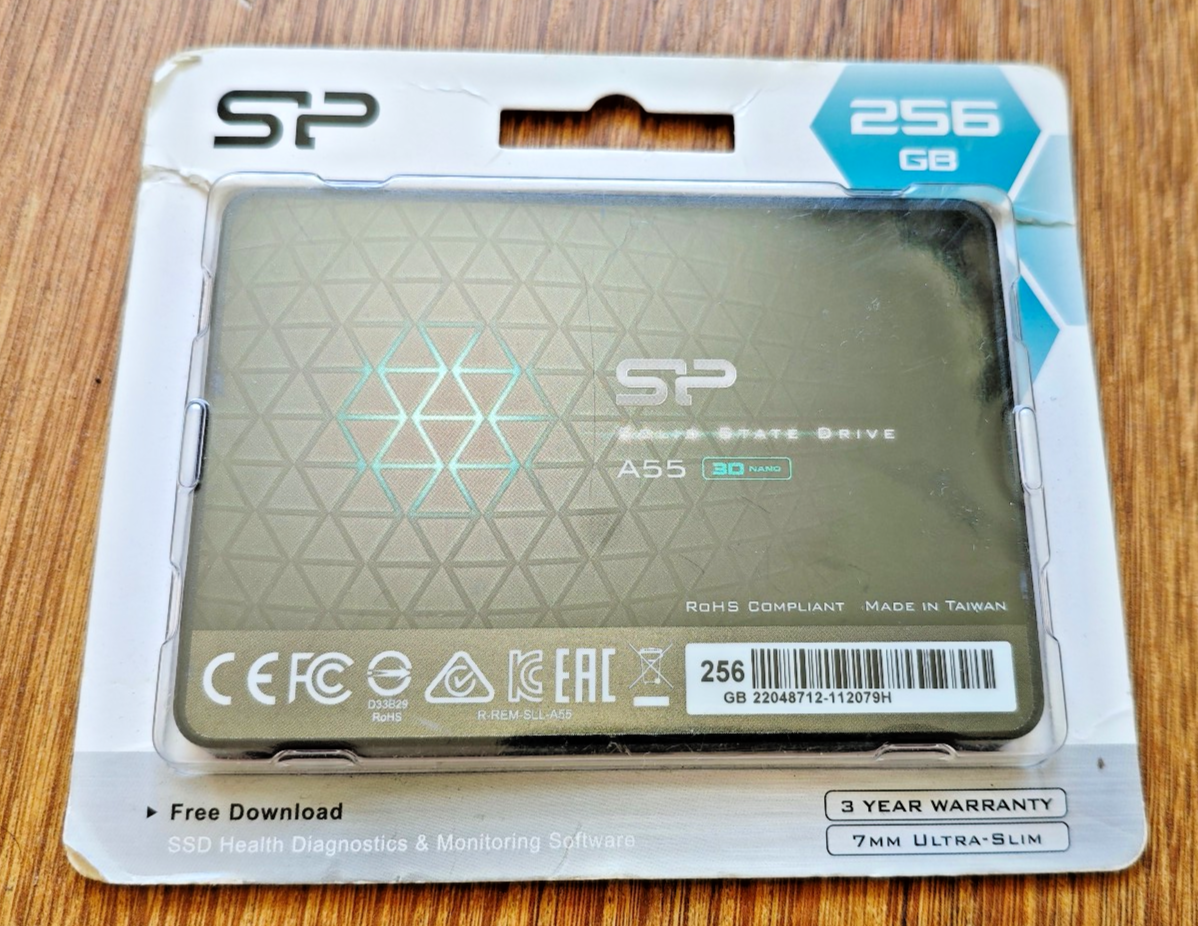 SP
256
GB
SP
SOLID STATE DRIVE
A55 3D NAND
RoHS COMPLIANT MADE IN TAIWAN
CE FC
D33B29
RoHS
R-REM-SLL-A55
EAC
256
GB 22048712-112079H
Free Download
SSD Health Diagnostics & Monitoring Software
3 YEAR WARRANTY
7MM ULTRA-SLIM